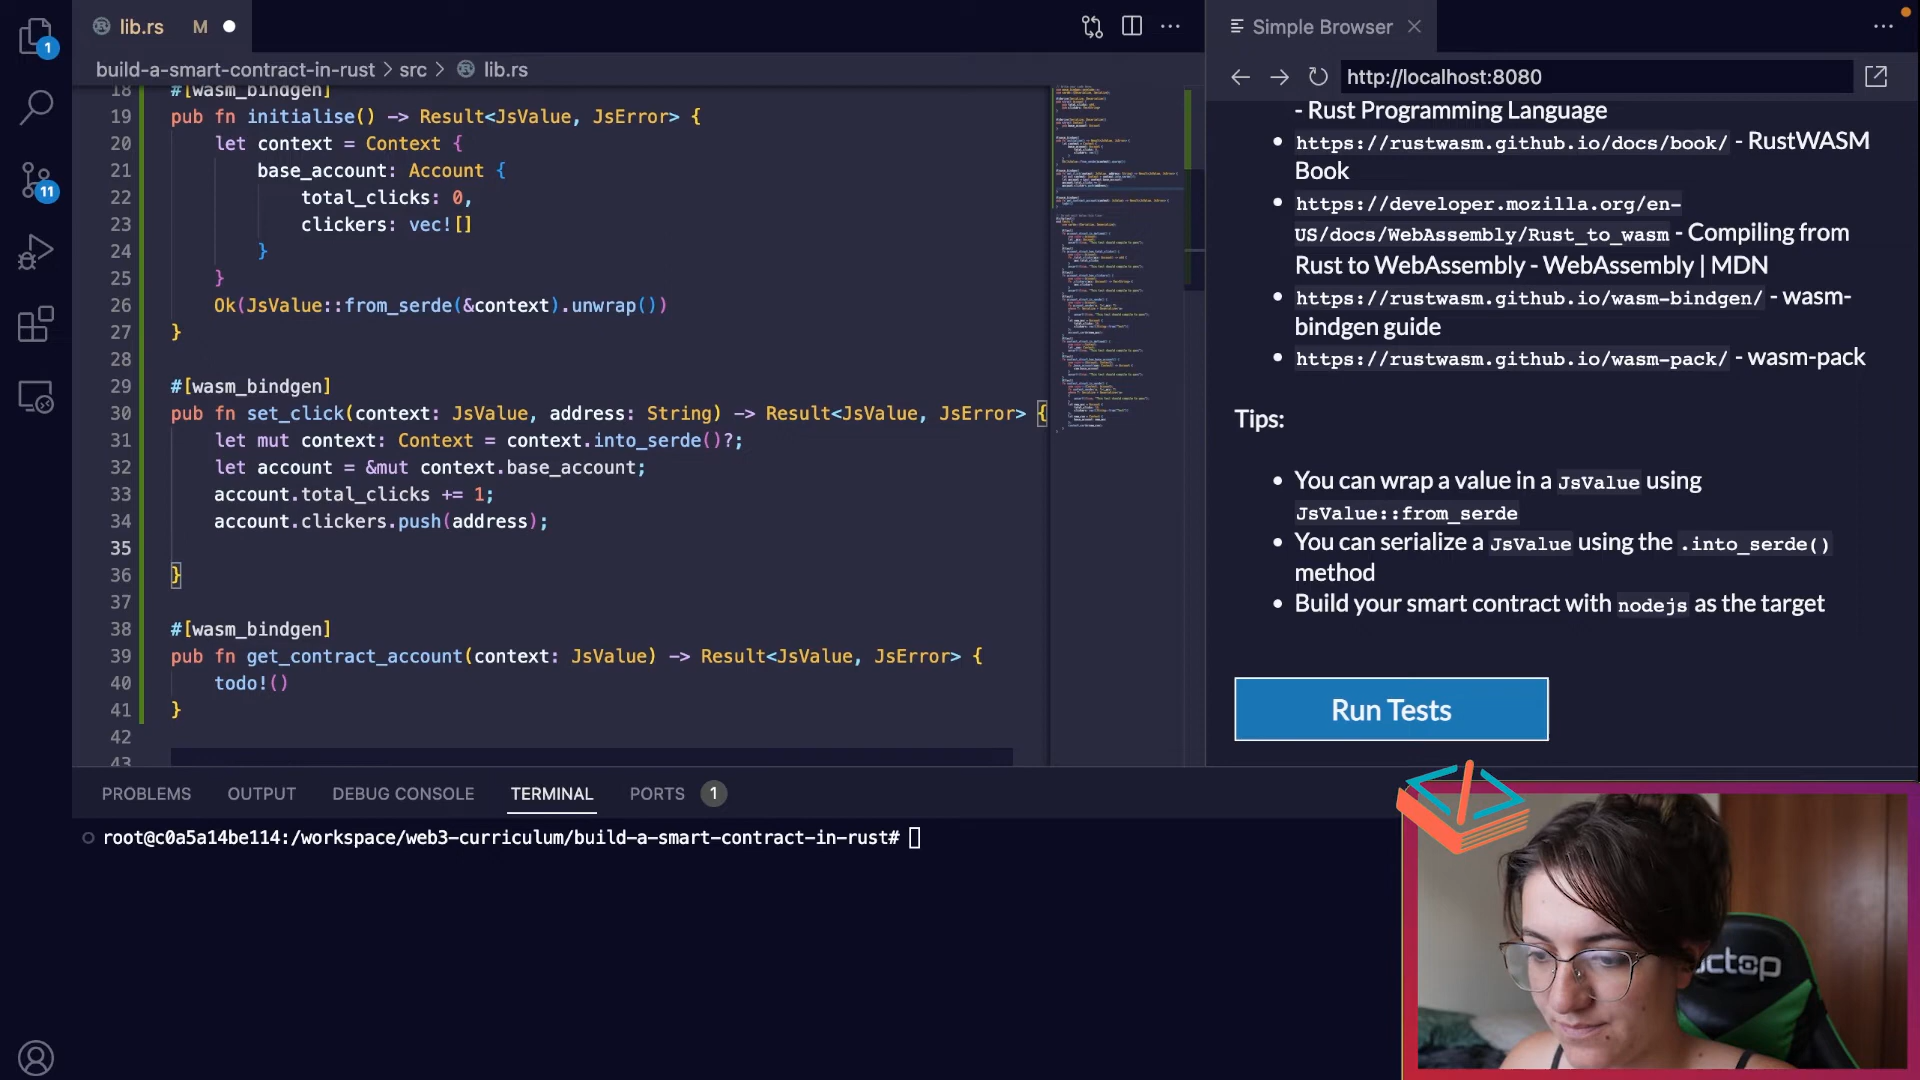 lib.rs M
Simple Browser
1
build-a-smart-contract-in-rust > src > lib.rs
http://localhost:8080
11
18 #[wasm_bindgen]
19 pub fn initialise() -> Result<JsValue, JsError> {
20 let context = Context {
21 base_account: Account {
22 total_clicks: 0,
23 clickers: vec![]
24 }
25 }
26 Ok(JsValue::from_serde(&context).unwrap())
27 }
28
29 #[wasm_bindgen]
30 pub fn set_click(context: JsValue, address: String) -> Result<JsValue, JsError> {
31 let mut context: Context = context.into_serde()?;
32 let account = &mut context.base_account;
33 account.total_clicks += 1;
34 account.clickers.push(address);
35
36 }
37
38 #[wasm_bindgen]
39 pub fn get_contract_account(context: JsValue) -> Result<JsValue, JsError> {
40 todo!()
41 }
42
43
- Rust Programming Language
• https://rustwasm.github.io/docs/book/ - RustWASM
Book
• https://developer.mozilla.org/en-
US/docs/WebAssembly/Rust_to_wasm - Compiling from
Rust to WebAssembly - WebAssembly | MDN
• https://rustwasm.github.io/wasm-bindgen/ - wasm-
bindgen guide
• https://rustwasm.github.io/wasm-pack/ - wasm-pack
Tips:
• You can wrap a value in a JsValue using
JsValue::from_serde
• You can serialize a JsValue using the .into_serde()
method
• Build your smart contract with nodejs as the target
Run Tests
PROBLEMS OUTPUT DEBUG CONSOLE TERMINAL PORTS 1
root@c0a5a14be114:/workspace/web3-curriculum/build-a-smart-contract-in-rust#